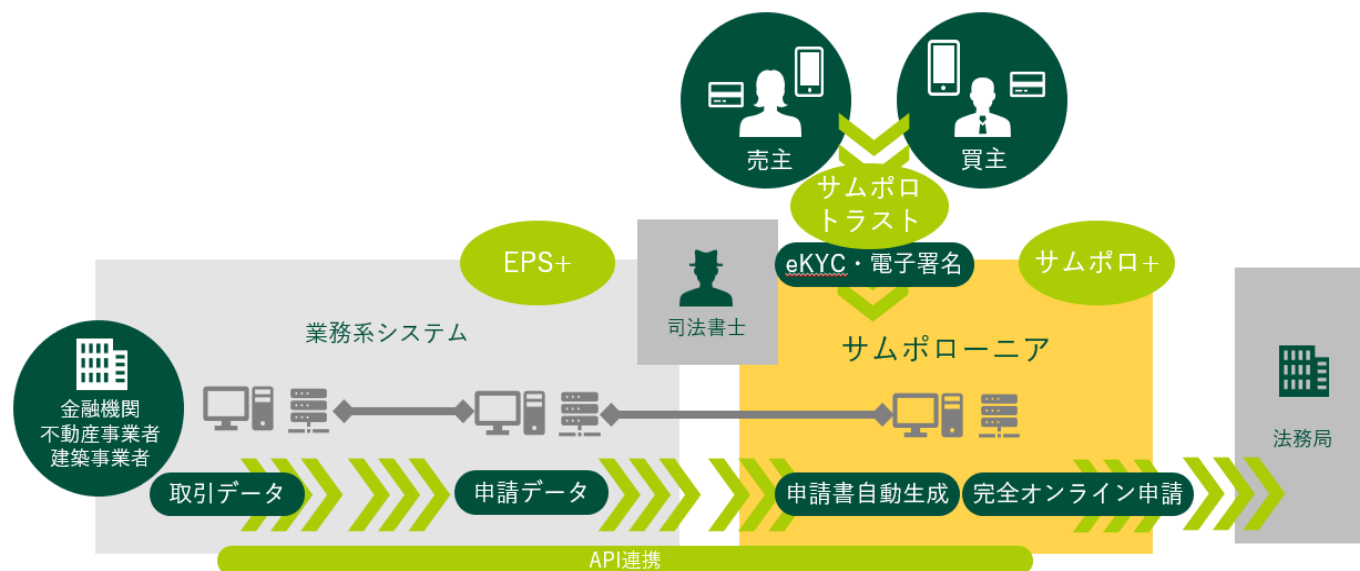 売主
買主
サムポロ
トラスト
EPS+
eKYC・電子署名
サムポロ+
業務系システム
司法書士
サムポローニア
金融機関
不動産事業者
建築事業者
法務局
取引データ
申請データ
申請書自動生成
完全オンライン申請
API連携